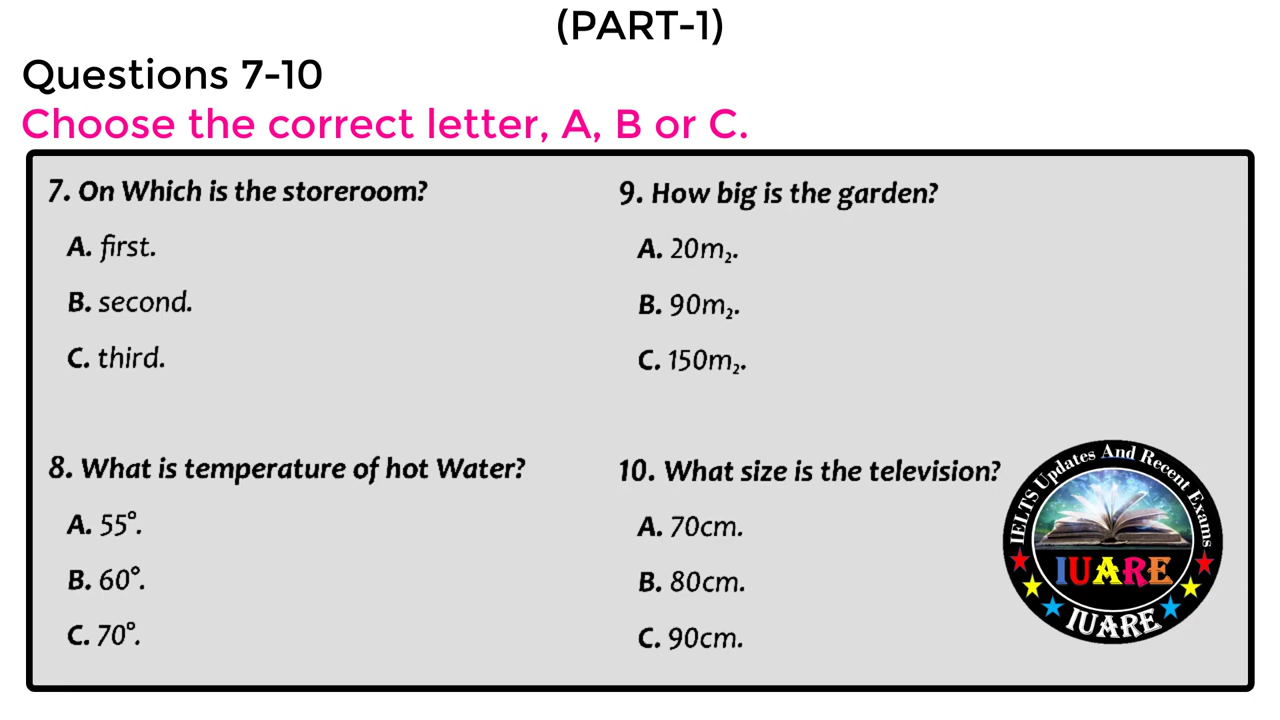 (PART-1)
Questions 7-10
Choose the correct letter, A, B or C.
7. On Which is the storeroom?
A. first.
B. second.
C. third.
8. What is temperature of hot Water?
A. 55°.
B. 60°.
C. 70°.
9. How big is the garden?
A. 20m₂.
B. 90m₂.
C. 150m₂.
10. What size is the television?
A. 70cm.
B. 80cm.
C. 90cm.
IELTS Updates And Recent Exams
IUARE
IUARE